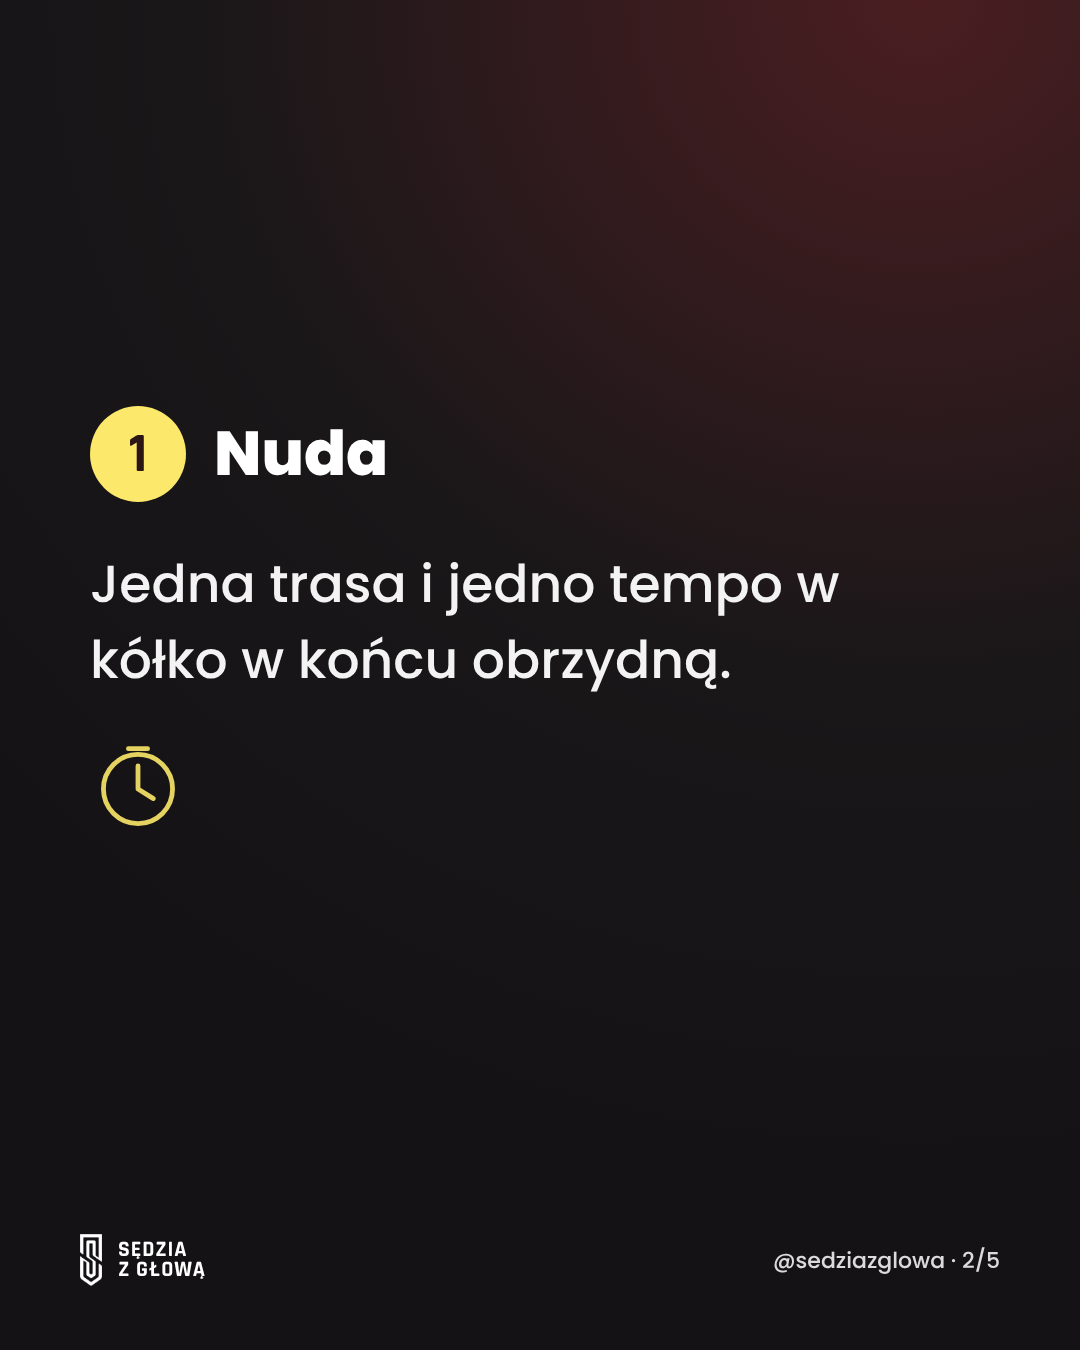 1 Nuda
Jedna trasa i jedno tempo w
kółko w końcu obrzydną.
SĘDZIA
Z GŁOWĄ
@sedziazglowa · 2/5